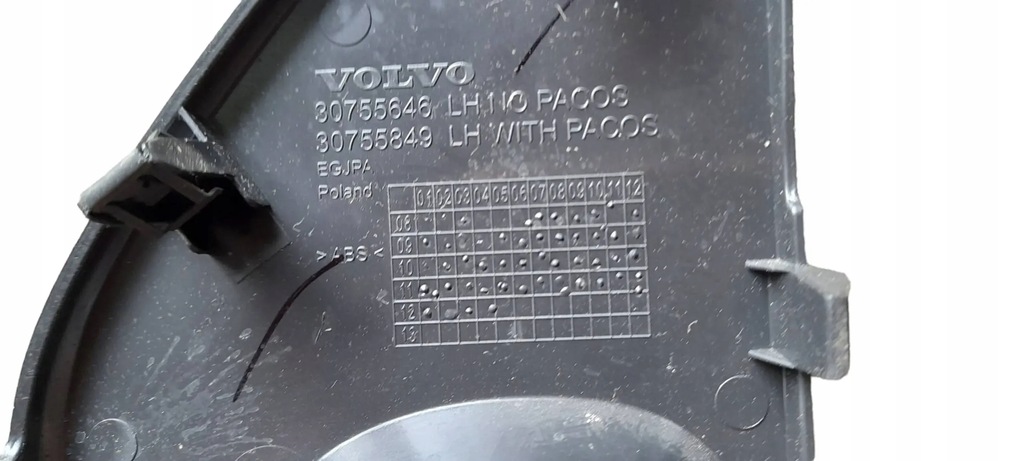 VOLVO
30755646 LH NO PACOS
30755849 LH WITH PACOS
EGJPA
Poland
01 02 03 04 05 06 07 08 09 10 11 12
08
09
>ABS<
10
11
12
13